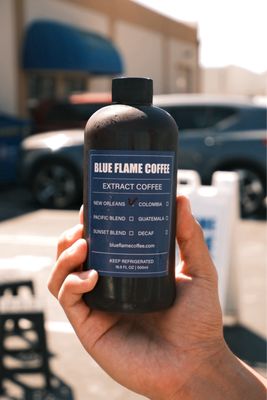 BLUE FLAME COFFEE
EXTRACT COFFEE
NEW ORLEANS ✓ COLOMBIA ☐
PACIFIC BLEND ☐ GUATEMALA ☐
SUNSET BLEND ☐ DECAF ☐
blueflamecoffee.com
KEEP REFRIGERATED
16.9 FL OZ | 500ml